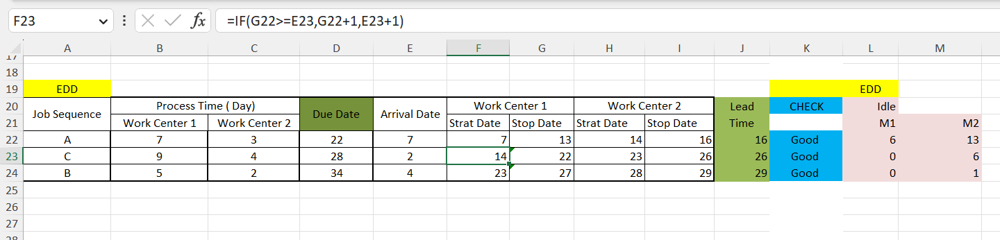 F23 =IF(G22>=E23,G22+1,E23+1)
A B C D E F G H I J K L M
17
18
19 EDD EDD
20 Job Sequence Process Time ( Day) Due Date Arrival Date Work Center 1 Work Center 2 Lead CHECK Idle
21 Work Center 1 Work Center 2 Strat Date Stop Date Strat Date Stop Date Time M1 M2
22 A 7 3 22 7 7 13 14 16 16 Good 6 13
23 C 9 4 28 2 14 22 23 26 26 Good 0 6
24 B 5 2 34 4 23 27 28 29 29 Good 0 1
25
26
27
28